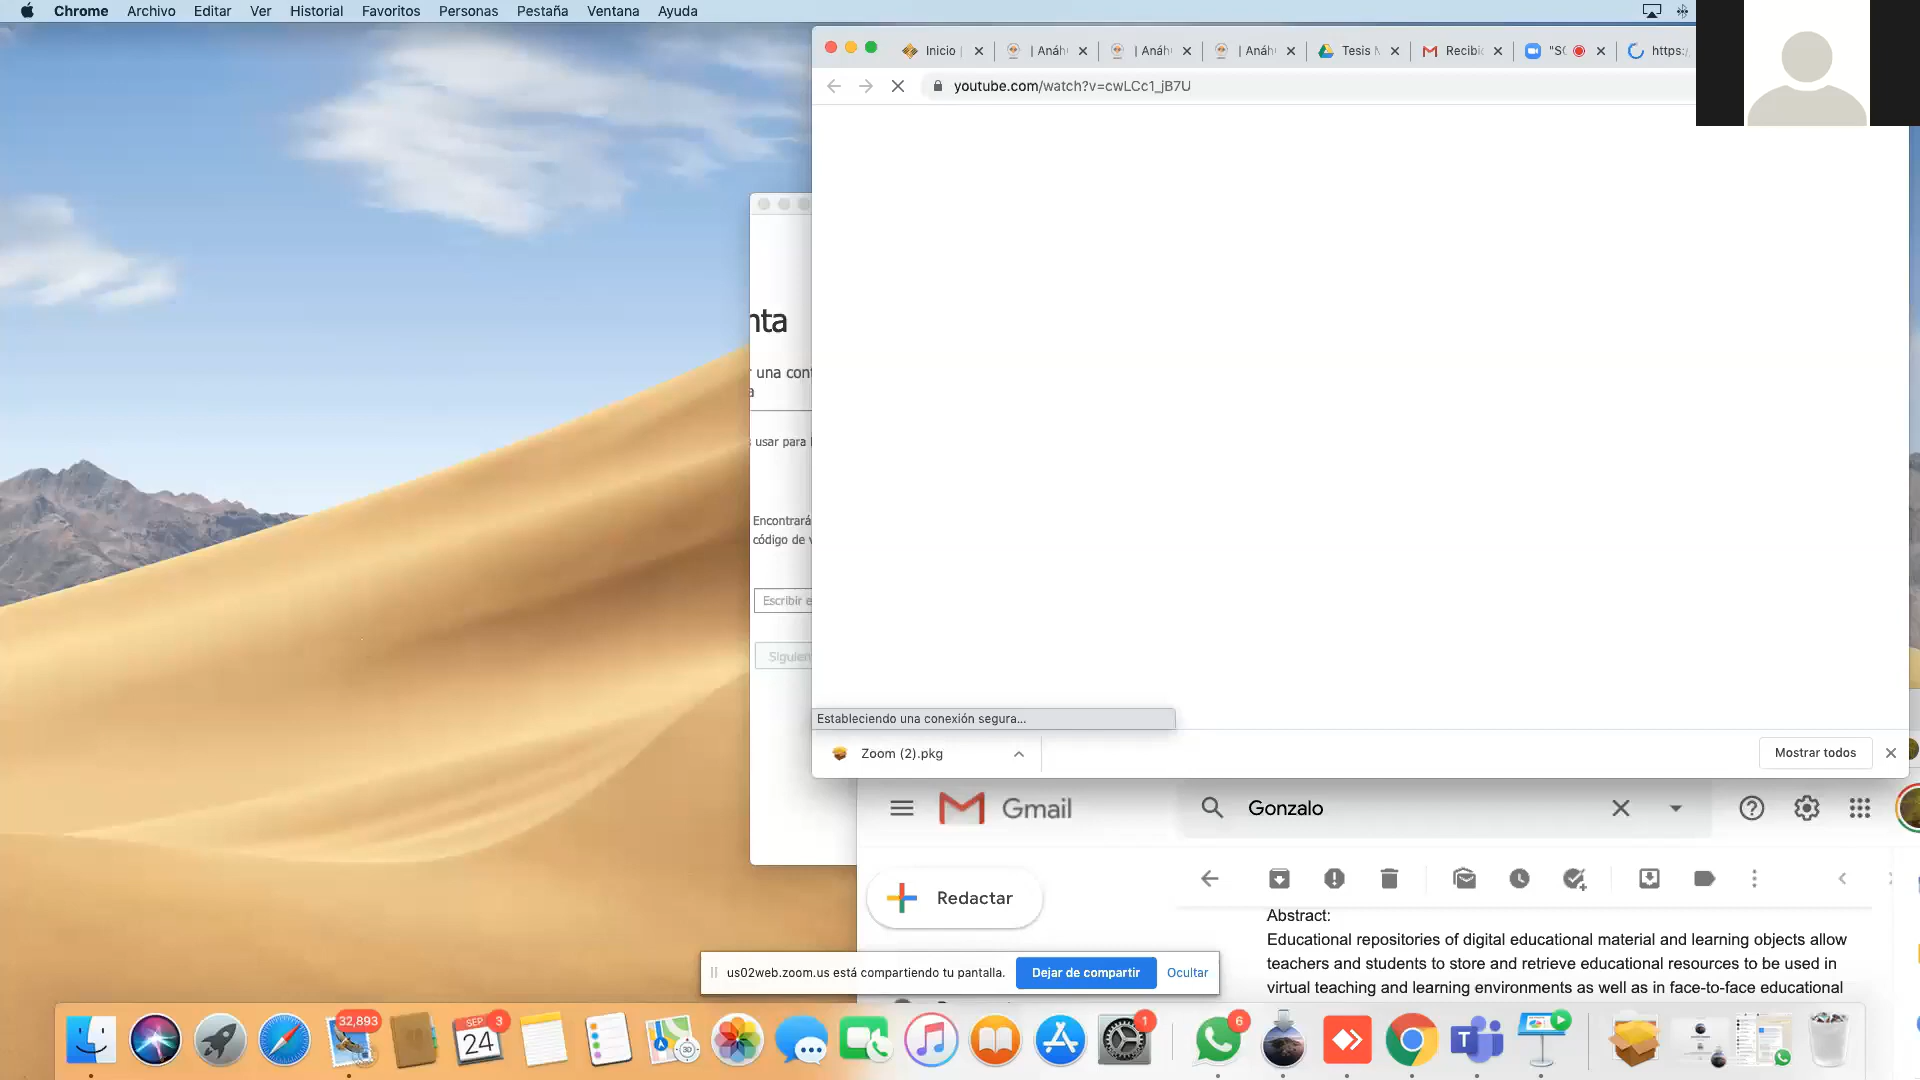 Chrome Archivo Editar Ver Historial Favoritos Personas Pestaña Ventana Ayuda
Inicio | Anáh | Anáh | Anáh Tesis Recibi "SO https:/
youtube.com/watch?v=cwLCc1_jB7U
nta
una cont
a
usar para
Encontrará
código de v
Escribir e
Siguien
Estableciendo una conexión segura...
Zoom (2).pkg
Mostrar todos
Gmail
Gonzalo
Redactar
Abstract:
Educational repositories of digital educational material and learning objects allow
teachers and students to store and retrieve educational resources to be used in
virtual teaching and learning environments as well as in face-to-face educational
us02web.zoom.us está compartiendo tu pantalla.
Dejar de compartir
Ocultar
32,893
SEP
24
3
3D
1
6